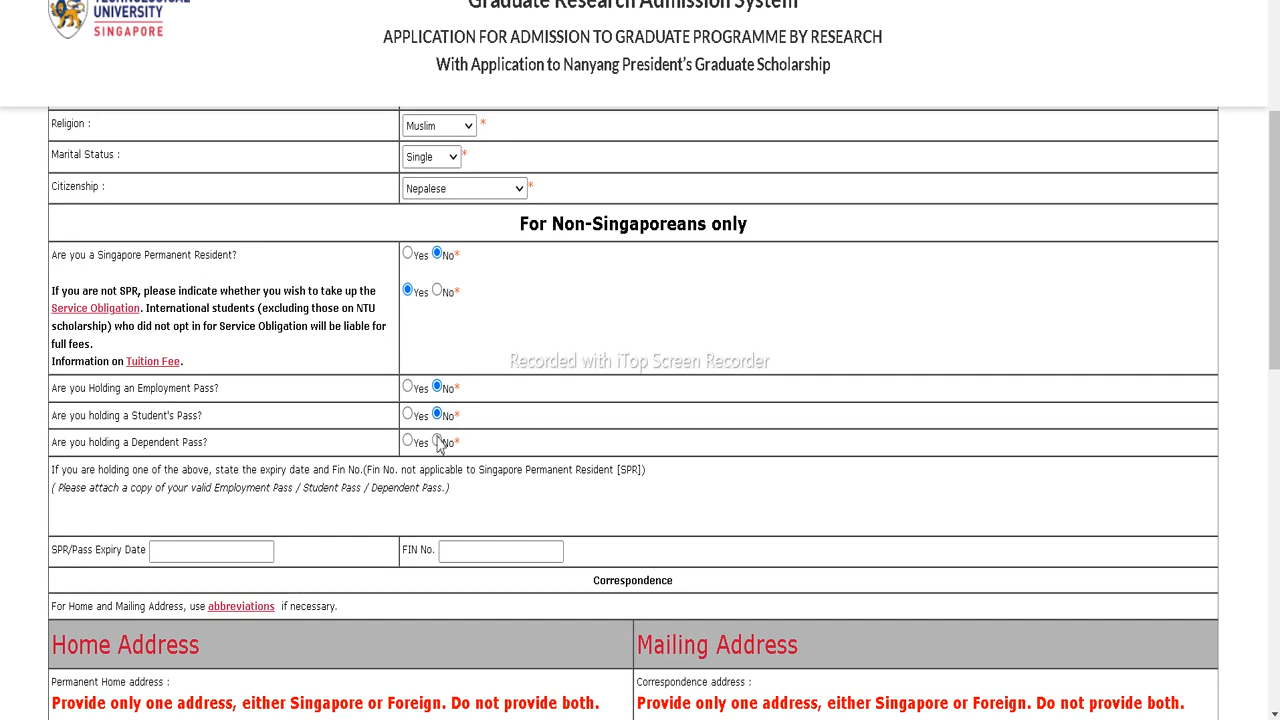 TECHNOLOGICAL
UNIVERSITY
SINGAPORE
Graduate Research Admission System
APPLICATION FOR ADMISSION TO GRADUATE PROGRAMME BY RESEARCH
With Application to Nanyang President's Graduate Scholarship
Religion : Muslim *
Marital Status : Single *
Citizenship : Nepalese *
For Non-Singaporeans only
Are you a Singapore Permanent Resident? Yes No*
If you are not SPR, please indicate whether you wish to take up the Yes No*
Service Obligation. International students (excluding those on NTU
scholarship) who did not opt in for Service Obligation will be liable for
full fees.
Information on Tuition Fee.
Recorded with iTop Screen Recorder
Are you Holding an Employment Pass? Yes No*
Are you holding a Student's Pass? Yes No*
Are you holding a Dependent Pass? Yes No*
If you are holding one of the above, state the expiry date and Fin No.(Fin No. not applicable to Singapore Permanent Resident [SPR])
( Please attach a copy of your valid Employment Pass / Student Pass / Dependent Pass.)
SPR/Pass Expiry Date FIN No.
Correspondence
For Home and Mailing Address, use abbreviations if necessary.
Home Address Mailing Address
Permanent Home address : Correspondence address :
Provide only one address, either Singapore or Foreign. Do not provide both. Provide only one address, either Singapore or Foreign. Do not provide both.